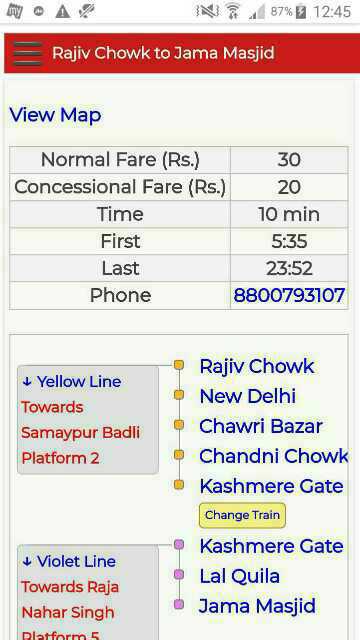 87% 12:45
Rajiv Chowk to Jama Masjid
View Map
Normal Fare (Rs.) 30
Concessional Fare (Rs.) 20
Time 10 min
First 5:35
Last 23:52
Phone 8800793107
↓ Yellow Line
Towards
Samaypur Badli
Platform 2
Rajiv Chowk
New Delhi
Chawri Bazar
Chandni Chowk
Kashmere Gate
Change Train
↓ Violet Line
Towards Raja
Nahar Singh
Platform 5
Kashmere Gate
Lal Quila
Jama Masjid